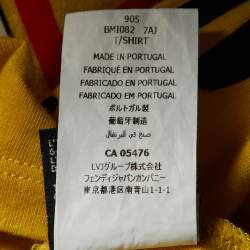 905
BMI082 7AJ
T/SHIRT
MADE IN PORTUGAL
FABRIQUÉ EN PORTUGAL
FABRICADO EN PORTUGAL
FABRICADO EM PORTUGAL
ポルトガル製
葡萄牙制造
صنع في البرتغال
CA 05476
LVJグループ株式会社
フェンディジャパンカンパニー
東京都港区南青山1-1-1